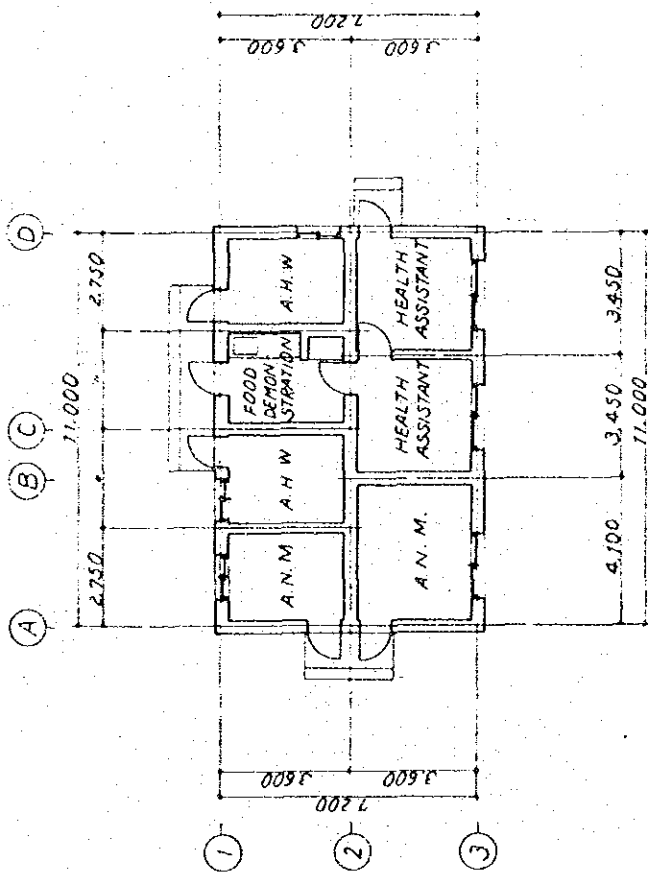 7.200
3.600
3.600
D
C
B
A
2.750
11.000
2.750
A.H.W
FOOD
DEMON
STRATION
A.H.W
A.N.M
HEALTH
ASSISTANT
HEALTH
ASSISTANT
A.N.M.
3.450
3.450
4.100
11.000
3.600
3.600
7.200
1
2
3